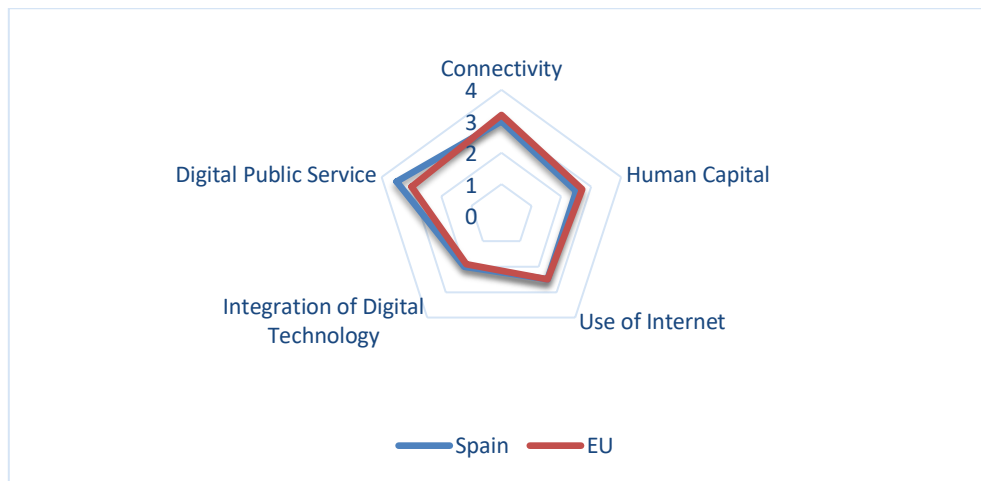 Connectivity
4
3
2
1
0
Digital Public Service
Human Capital
Integration of Digital
Technology
Use of Internet
Spain
EU